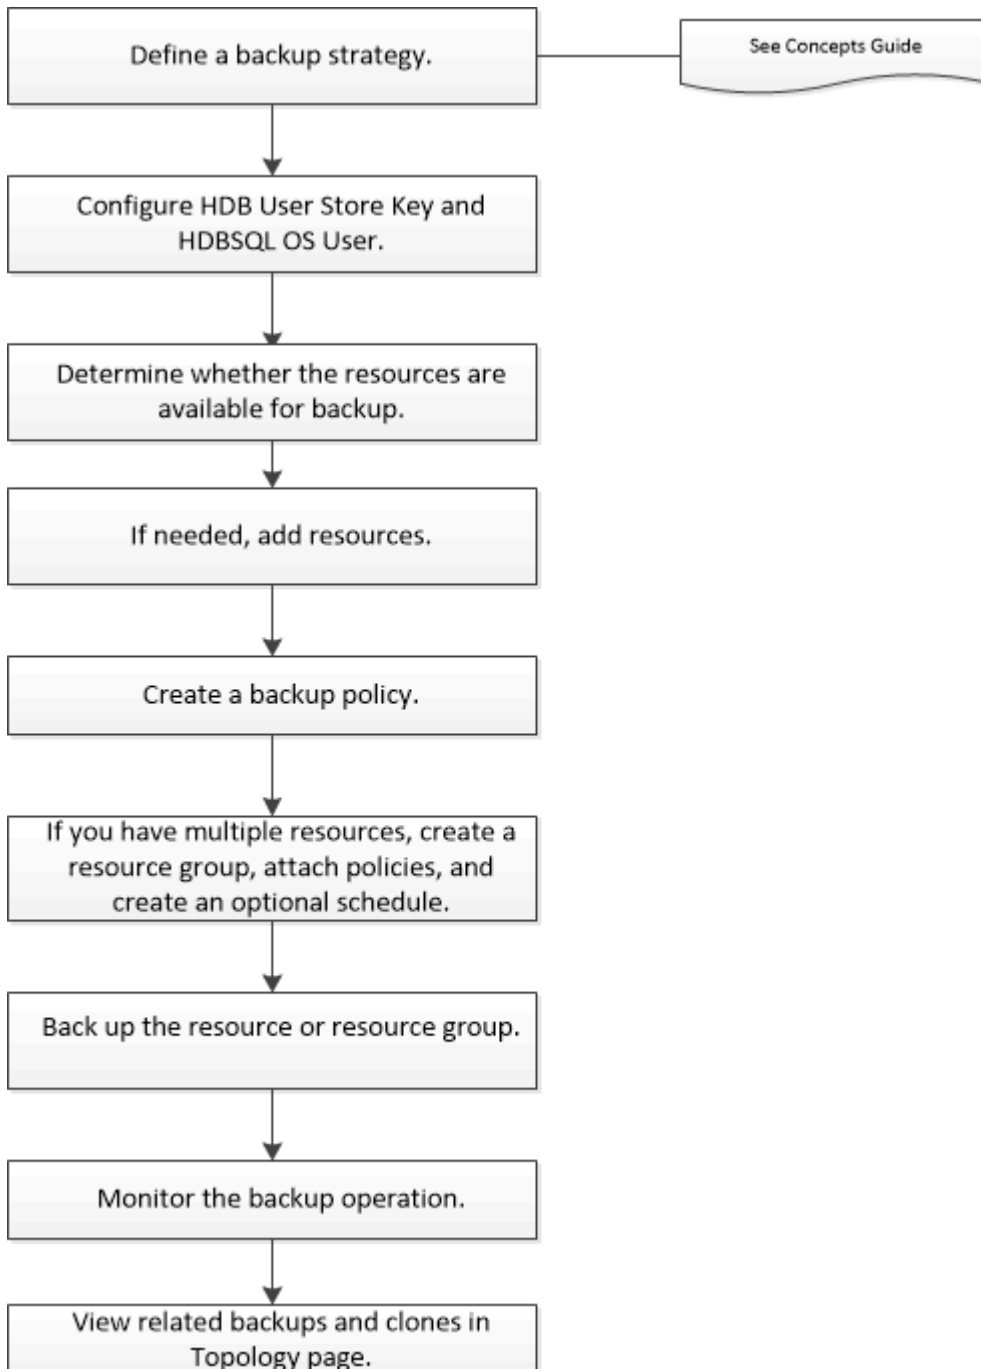 Define a backup strategy.
See Concepts Guide
Configure HDB User Store Key and
HDBSQL OS User.
Determine whether the resources are
available for backup.
If needed, add resources.
Create a backup policy.
If you have multiple resources, create a
resource group, attach policies, and
create an optional schedule.
Back up the resource or resource group.
Monitor the backup operation.
View related backups and clones in
Topology page.